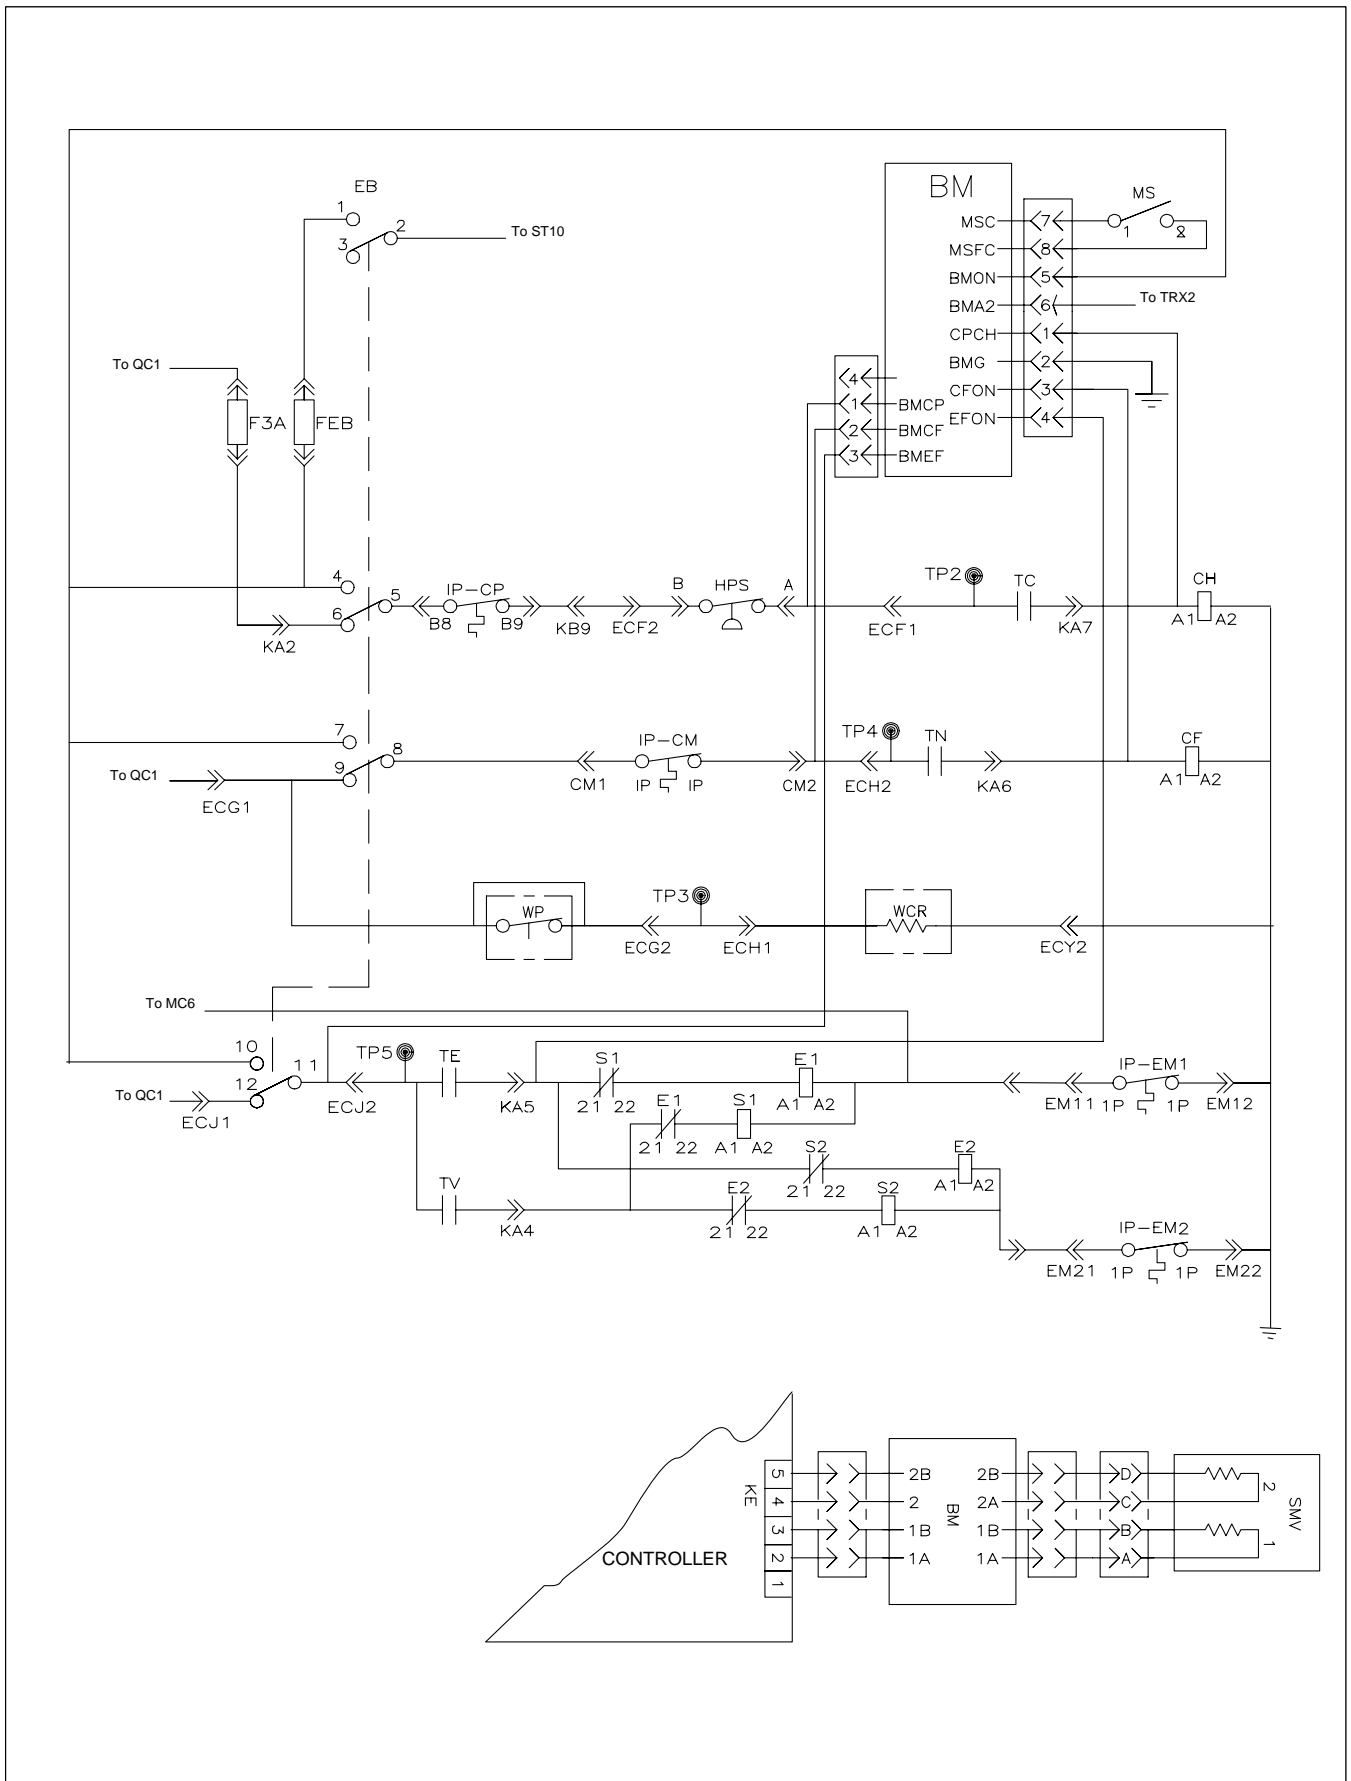 BM
MS
MSC 7 1 2
EB
1
2
3
To ST10
MSFC 8
BMON 5
BMA2 6 To TRX2
CPCH 1
BMG 2
CFON 3
EFON 4
To QC1
F3A FEB
4
1 BMCP
2 BMCF
3 BMEF
4
5
6
KA2
IP-CP
B8 B9
KB9
ECF2
B HPS A
ECF1
TP2
TC
KA7
CH
A1 A2
7
8
9
To QC1
ECG1
CM1
IP-CM
IP IP
CM2
TP4
ECH2
TN
KA6
CF
A1 A2
WP
ECG2
TP3
ECH1
WCR
ECY2
To MC6
10
11
12
To QC1
ECJ1
ECJ2
TP5
TE
KA5
S1
21 22
E1
A1 A2
EM11
IP-EM1
1P 1P
EM12
E1
21 22
S1
A1 A2
S2
21 22
E2
A1 A2
TV
KA4
E2
21 22
S2
A1 A2
EM21
IP-EM2
1P 1P
EM22
CONTROLLER
KE
5
4
3
2
1
2B 2B D
2 2A C
1B 1B B
1A 1A A
BM
2
1
SMV